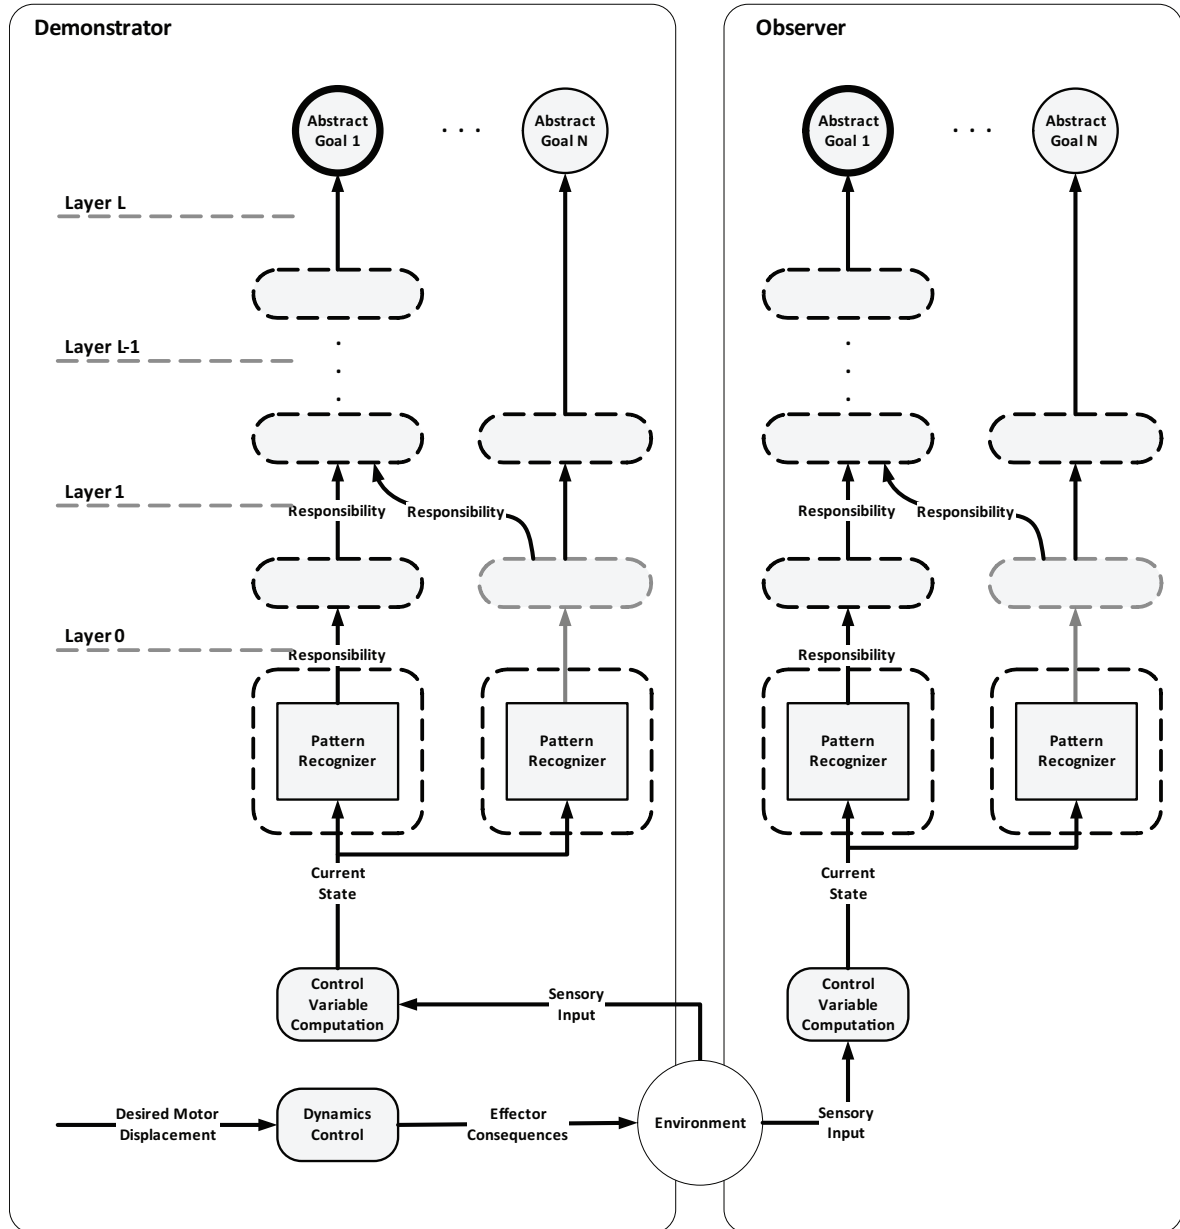 Demonstrator
Observer
Abstract
Goal 1
. . .
Abstract
Goal N
Abstract
Goal 1
. . .
Abstract
Goal N
Layer L
Layer L-1
Layer 1
Responsibility
Responsibility
Responsibility
Responsibility
Layer 0
Responsibility
Responsibility
Pattern
Recognizer
Pattern
Recognizer
Pattern
Recognizer
Pattern
Recognizer
Current
State
Current
State
Control
Variable
Computation
Sensory
Input
Control
Variable
Computation
Desired Motor
Displacement
Dynamics
Control
Effector
Consequences
Environment
Sensory
Input